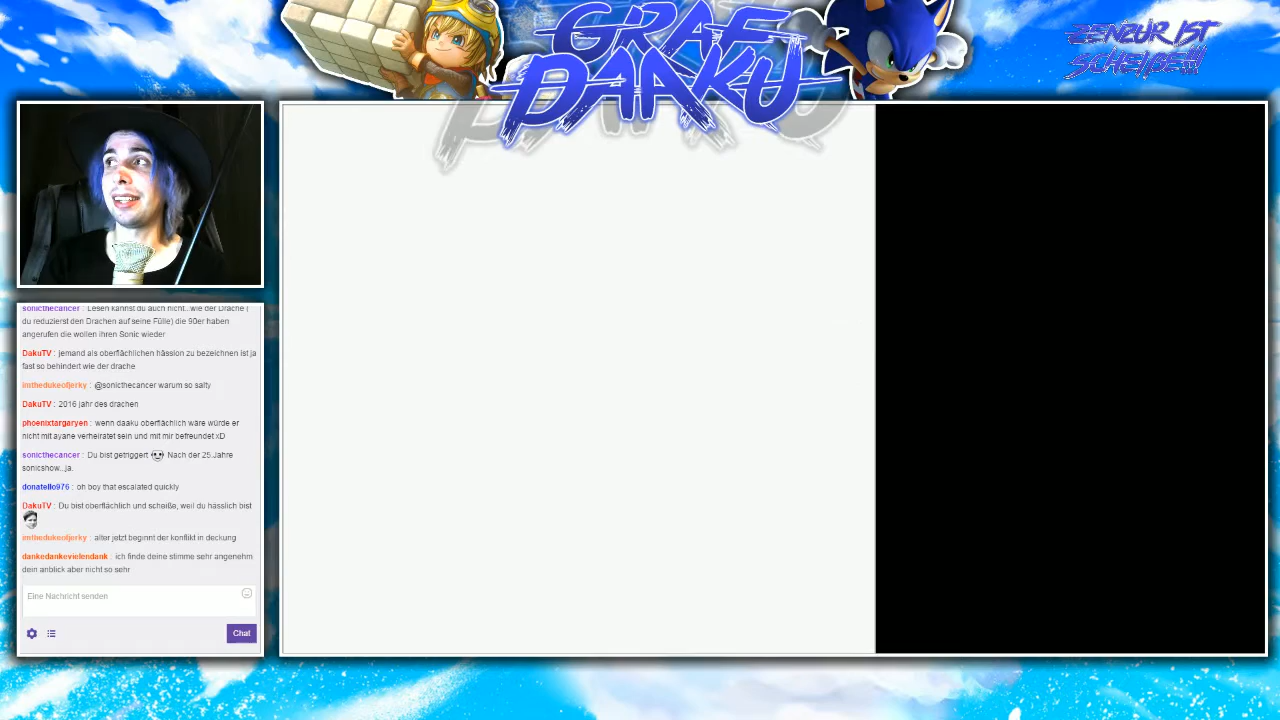 GRAF
DAAKU
ZENZUR IST
SCHEIßE!!!
sonicthecancer : Lesen kannst du auch nicht...wie der Drache (
du reduzierst den Drachen auf seine Fülle) die 90er haben
angerufen die wollen ihren Sonic wieder
DakuTV : jemand als oberflächlichen hässlon zu bezeichnen ist ja
fast so behindert wie der drache
imthedukeofjerky : @sonicthecancer warum so salty
DakuTV : 2016 jahr des drachen
phoenixtargaryen : wenn daaku oberflächlich wäre würde er
nicht mit ayane verheiratet sein und mit mir befreundet xD
sonicthecancer : Du bist getriggert Nach der 25.Jahre
sonicshow...ja.
donatello976 : oh boy that escalated quickly
DakuTV : Du bist oberflächlich und scheiße, weil du hässlich bist
imthedukeofjerky : alter jetzt beginnt der konflikt in deckung
dankedankevielendank : ich finde deine stimme sehr angenehm
dein anblick aber nicht so sehr
Eine Nachricht senden
Chat